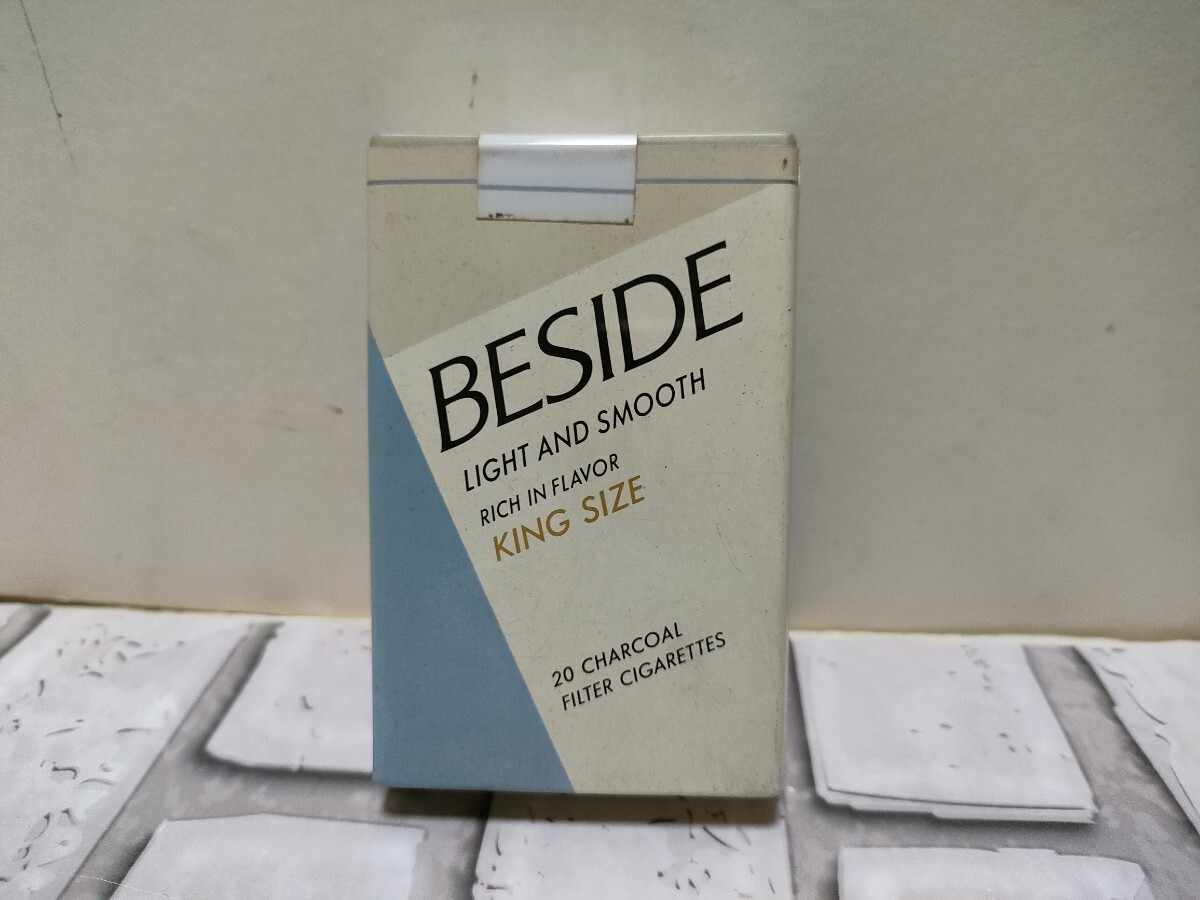 BESIDE
LIGHT AND SMOOTH
RICH IN FLAVOR
KING SIZE
20 CHARCOAL
FILTER CIGARETTES